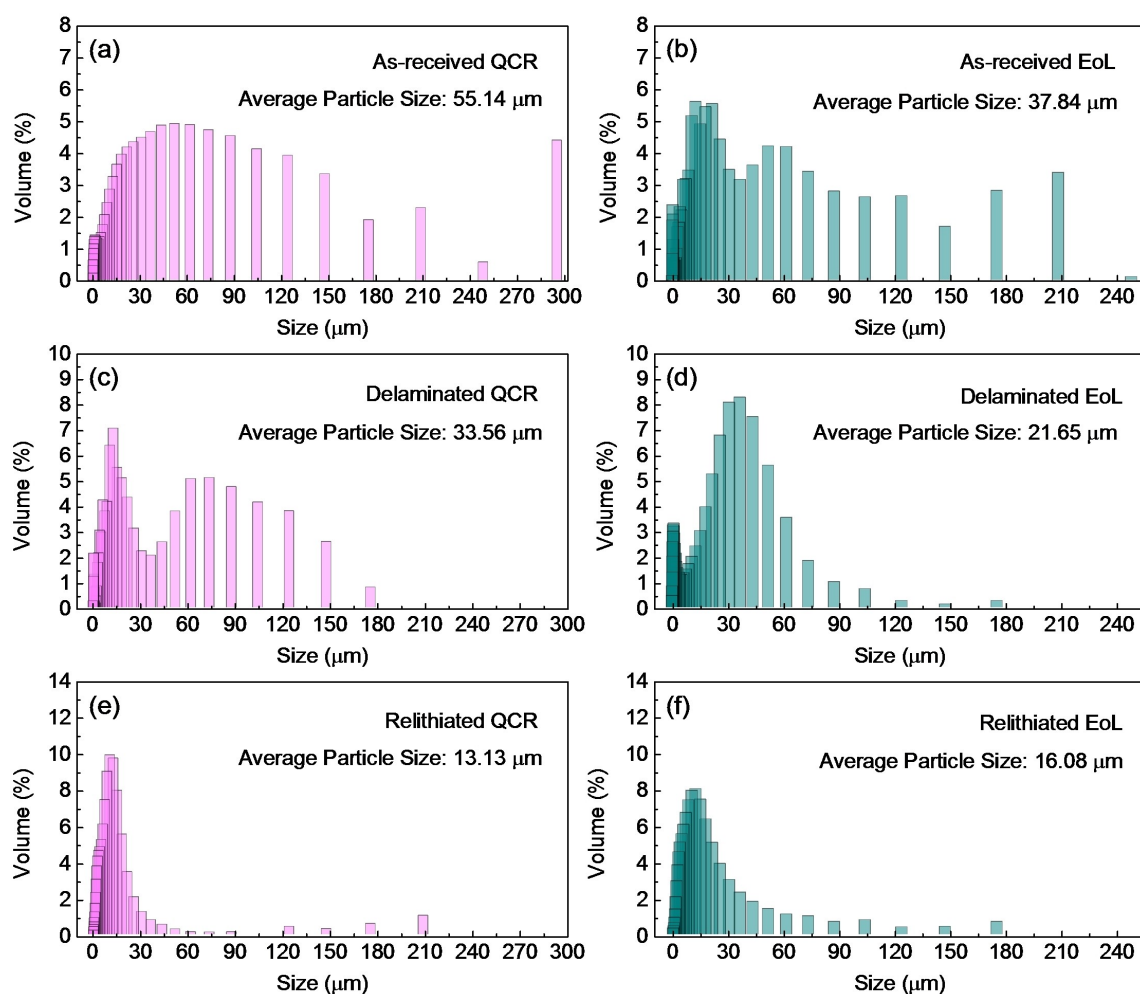 (a)
As-received QCR
Average Particle Size: 55.14 μm
Volume (%)
0 1 2 3 4 5 6 7 8
0 30 60 90 120 150 180 210 240 270 300
Size (μm)
(b)
As-received EoL
Average Particle Size: 37.84 μm
Volume (%)
0 1 2 3 4 5 6 7 8
0 30 60 90 120 150 180 210 240
Size (μm)
(c)
Delaminated QCR
Average Particle Size: 33.56 μm
Volume (%)
0 1 2 3 4 5 6 7 8 9 10
0 30 60 90 120 150 180 210 240 270 300
Size (μm)
(d)
Delaminated EoL
Average Particle Size: 21.65 μm
Volume (%)
0 1 2 3 4 5 6 7 8 9 10
0 30 60 90 120 150 180 210 240
Size (μm)
(e)
Relithiated QCR
Average Particle Size: 13.13 μm
Volume (%)
0 2 4 6 8 10 12 14
0 30 60 90 120 150 180 210 240 270 300
Size (μm)
(f)
Relithiated EoL
Average Particle Size: 16.08 μm
Volume (%)
0 2 4 6 8 10 12 14
0 30 60 90 120 150 180 210 240
Size (μm)